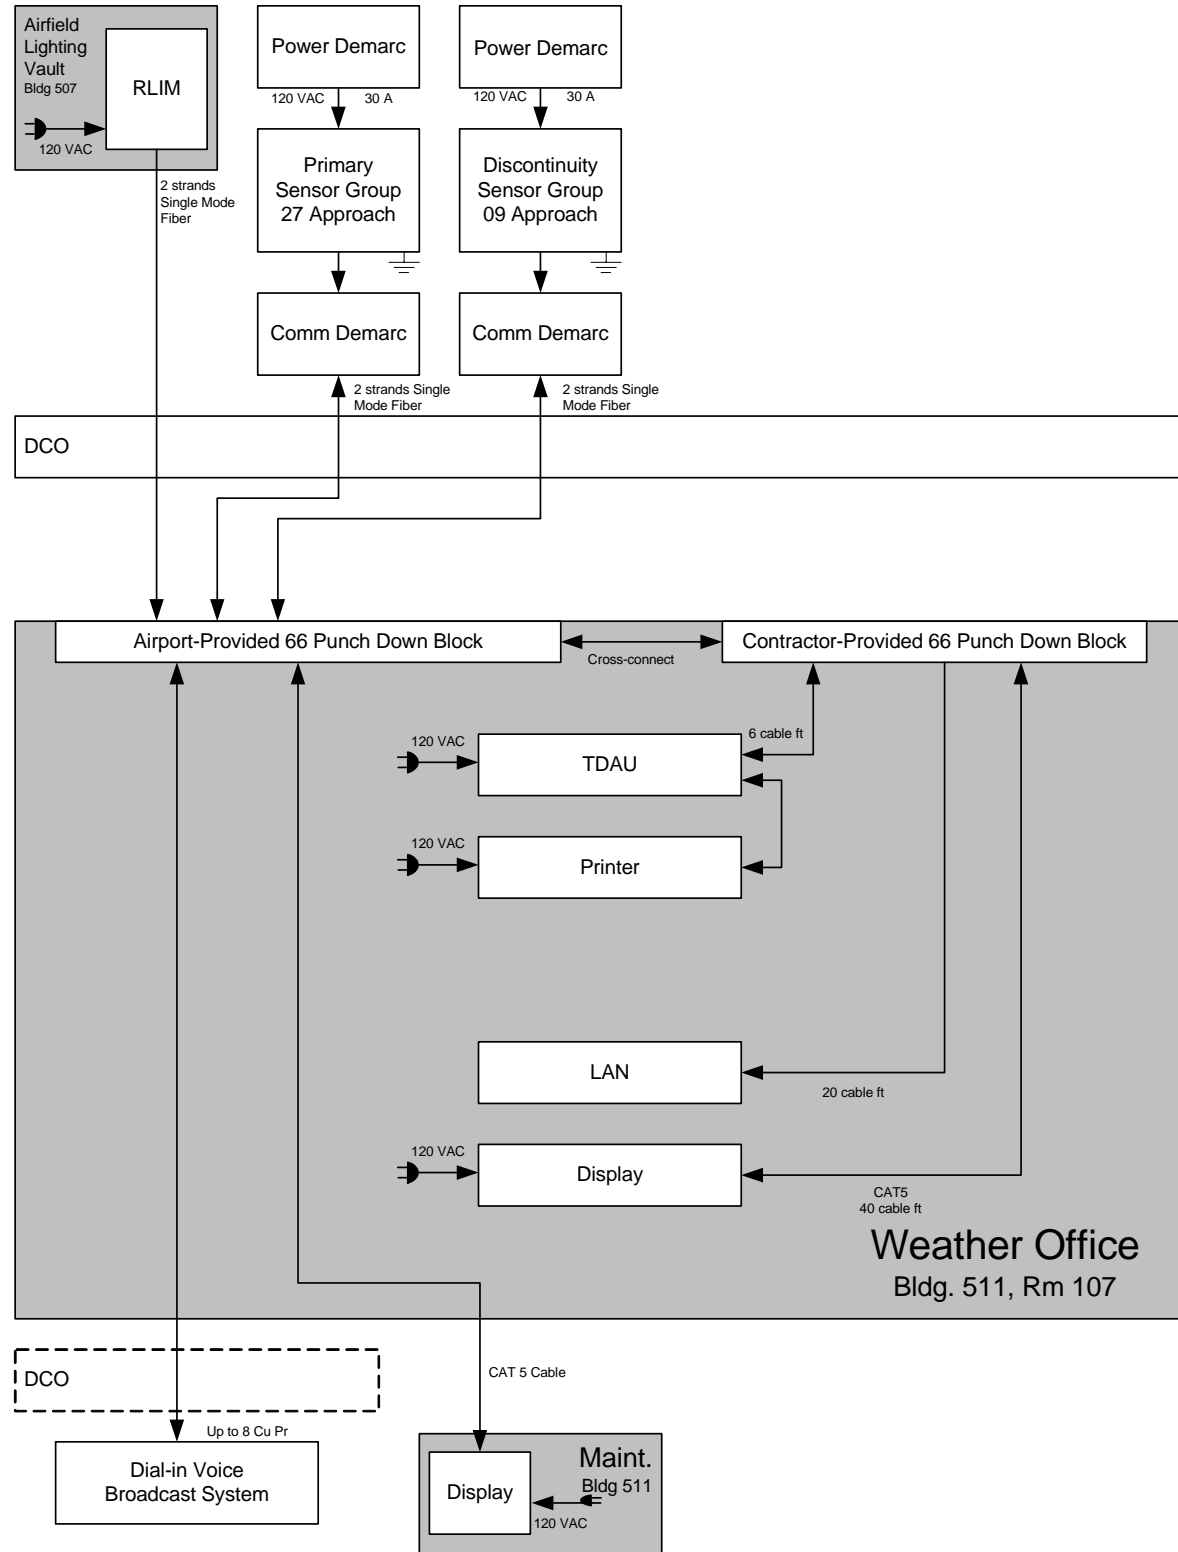 Airfield
Lighting
Vault
Bldg 507
RLIM
120 VAC
Power Demarc
120 VAC
30 A
Power Demarc
120 VAC
30 A
Primary
Sensor Group
27 Approach
Discontinuity
Sensor Group
09 Approach
2 strands
Single Mode
Fiber
Comm Demarc
Comm Demarc
2 strands Single
Mode Fiber
2 strands Single
Mode Fiber
DCO
Airport-Provided 66 Punch Down Block
Cross-connect
Contractor-Provided 66 Punch Down Block
120 VAC
TDAU
6 cable ft
120 VAC
Printer
LAN
20 cable ft
120 VAC
Display
CAT5
40 cable ft
Weather Office
Bldg. 511, Rm 107
DCO
CAT 5 Cable
Up to 8 Cu Pr
Dial-in Voice
Broadcast System
Display
Maint.
Bldg 511
120 VAC